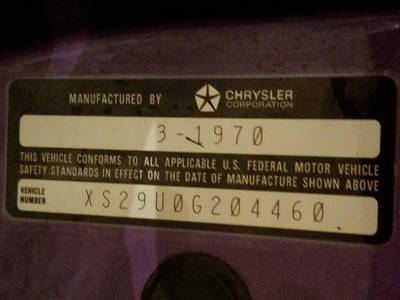 MANUFACTURED BY CHRYSLER CORPORATION
3-1970
THIS VEHICLE CONFORMS TO ALL APPLICABLE U.S. FEDERAL MOTOR VEHICLE
SAFETY STANDARDS IN EFFECT ON THE DATE OF MANUFACTURE SHOWN ABOVE
VEHICLE NUMBER XS29U0G204460